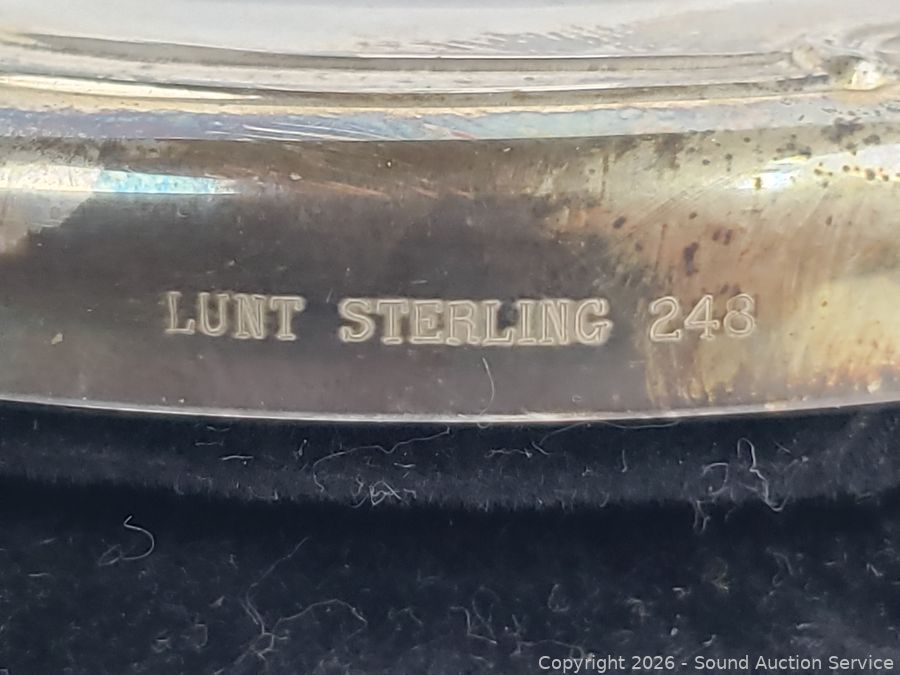 LUNT STERLING 248
Copyright 2026 - Sound Auction Service